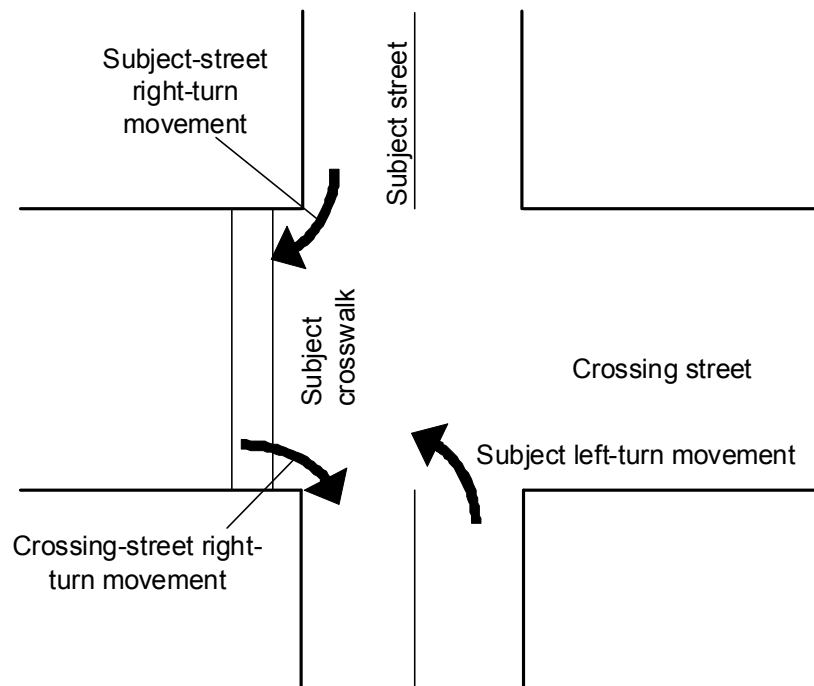 Subject-street
right-turn
movement
Subject street
Subject
crosswalk
Crossing street
Subject left-turn movement
Crossing-street right-
turn movement